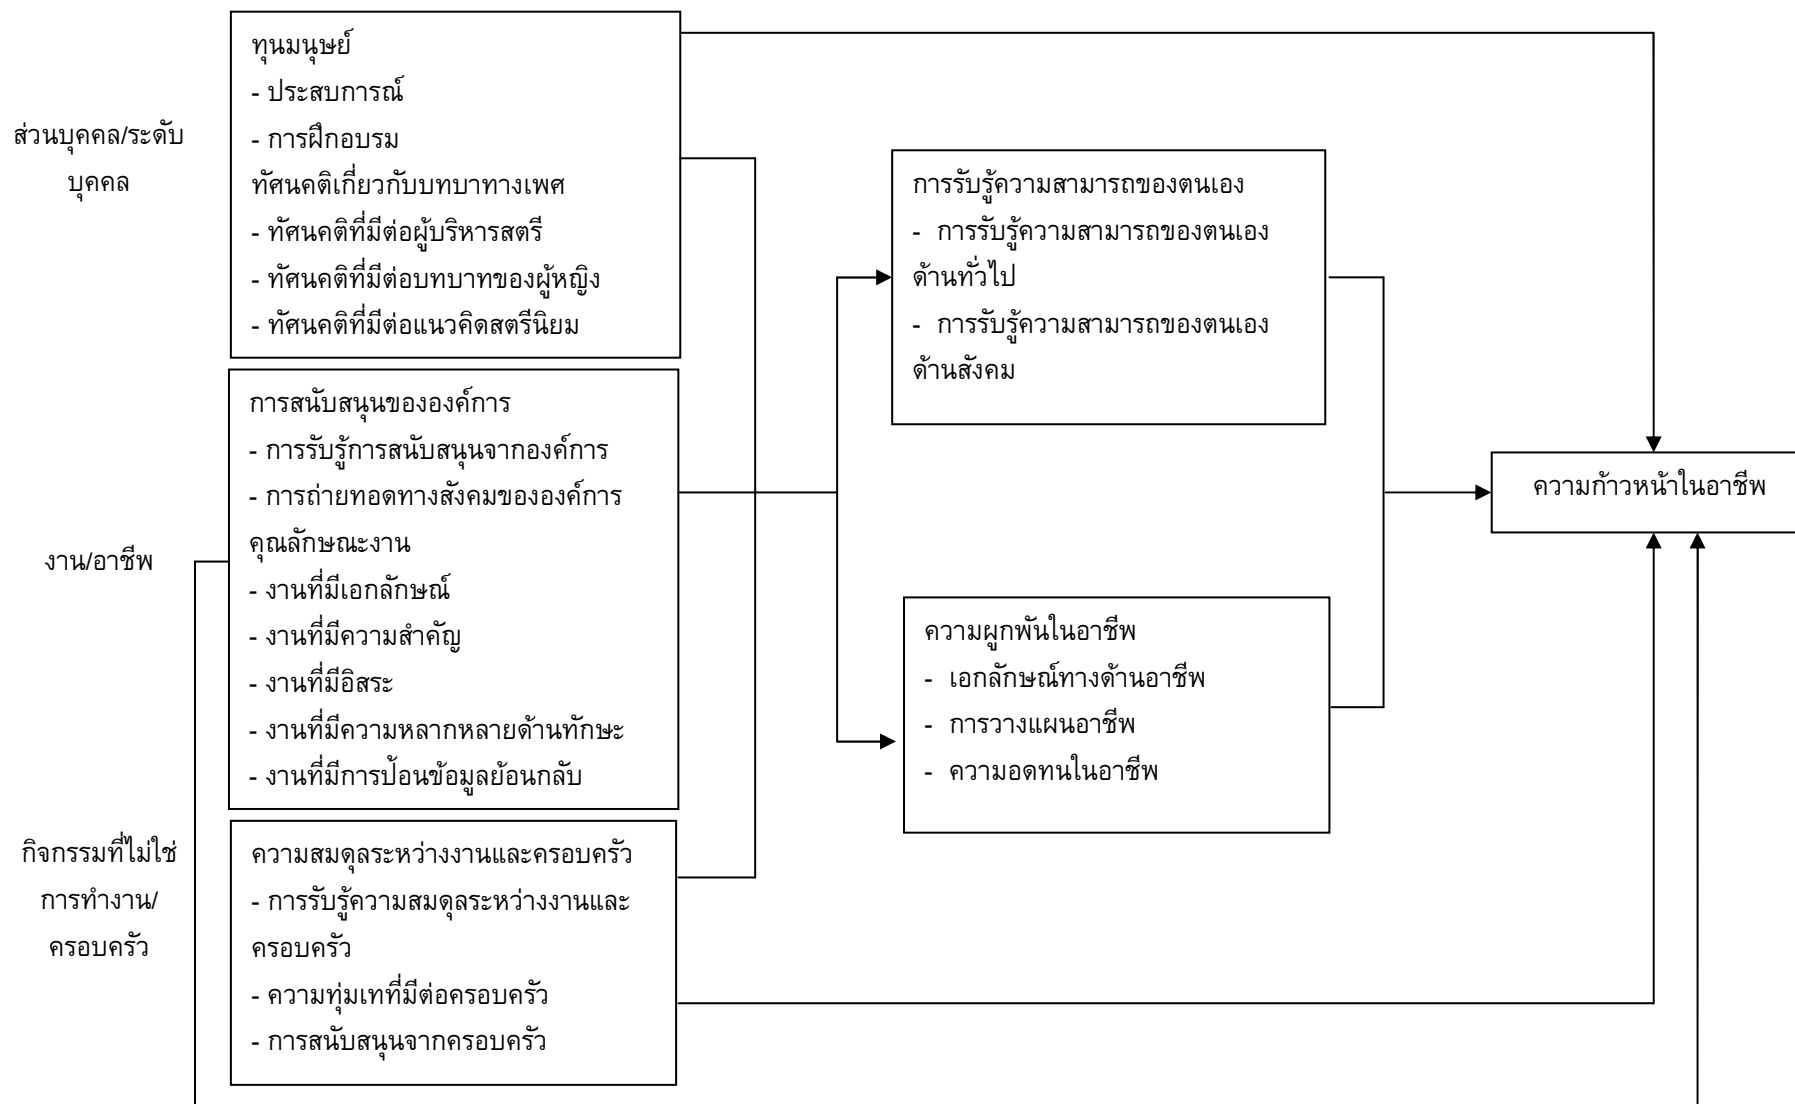 ส่วนบุคคล/ระดับ
บุคคล
ทุนมนุษย์
- ประสบการณ์
- การฝึกอบรม
ทัศนคติเกี่ยวกับบทบาททางเพศ
- ทัศนคติที่มีต่อผู้บริหารสตรี
- ทัศนคติที่มีต่อบทบาทของผู้หญิง
- ทัศนคติที่มีต่อแนวคิดสตรีนิยม
งาน/อาชีพ
การสนับสนุนขององค์การ
- การรับรู้การสนับสนุนจากองค์การ
- การถ่ายทอดทางสังคมขององค์การ
คุณลักษณะงาน
- งานที่มีเอกลักษณ์
- งานที่มีความสำคัญ
- งานที่มีอิสระ
- งานที่มีความหลากหลายด้านทักษะ
- งานที่มีการป้อนข้อมูลย้อนกลับ
กิจกรรมที่ไม่ใช่
การทำงาน/
ครอบครัว
ความสมดุลระหว่างงานและครอบครัว
- การรับรู้ความสมดุลระหว่างงานและ
ครอบครัว
- ความทุ่มเทที่มีต่อครอบครัว
- การสนับสนุนจากครอบครัว
การรับรู้ความสามารถของตนเอง
- การรับรู้ความสามารถของตนเอง
ด้านทั่วไป
- การรับรู้ความสามารถของตนเอง
ด้านสังคม
ความผูกพันในอาชีพ
- เอกลักษณ์ทางด้านอาชีพ
- การวางแผนอาชีพ
- ความอดทนในอาชีพ
ความก้าวหน้าในอาชีพ